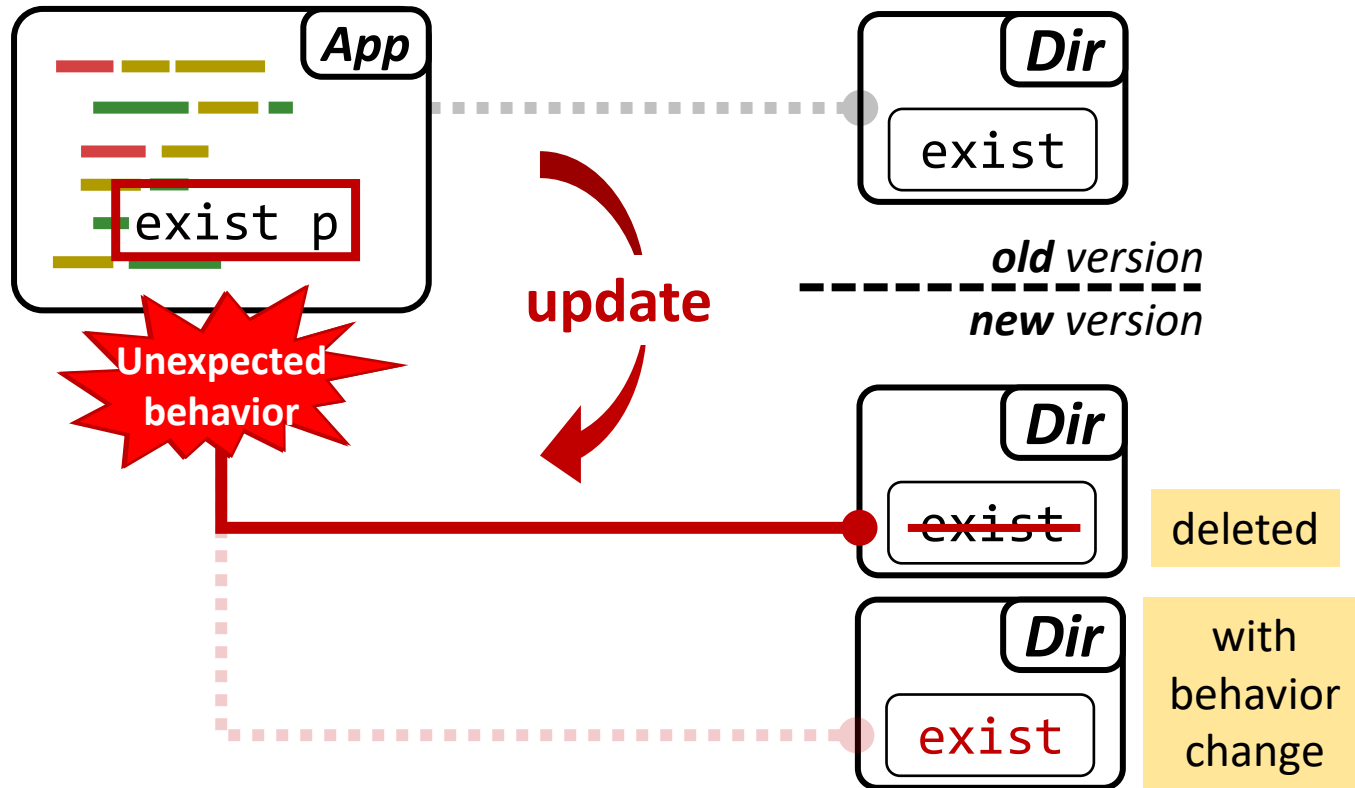 App
exist p
Unexpected
behavior
update
Dir
exist
old version
new version
Dir
exist
deleted
Dir
exist
with
behavior
change